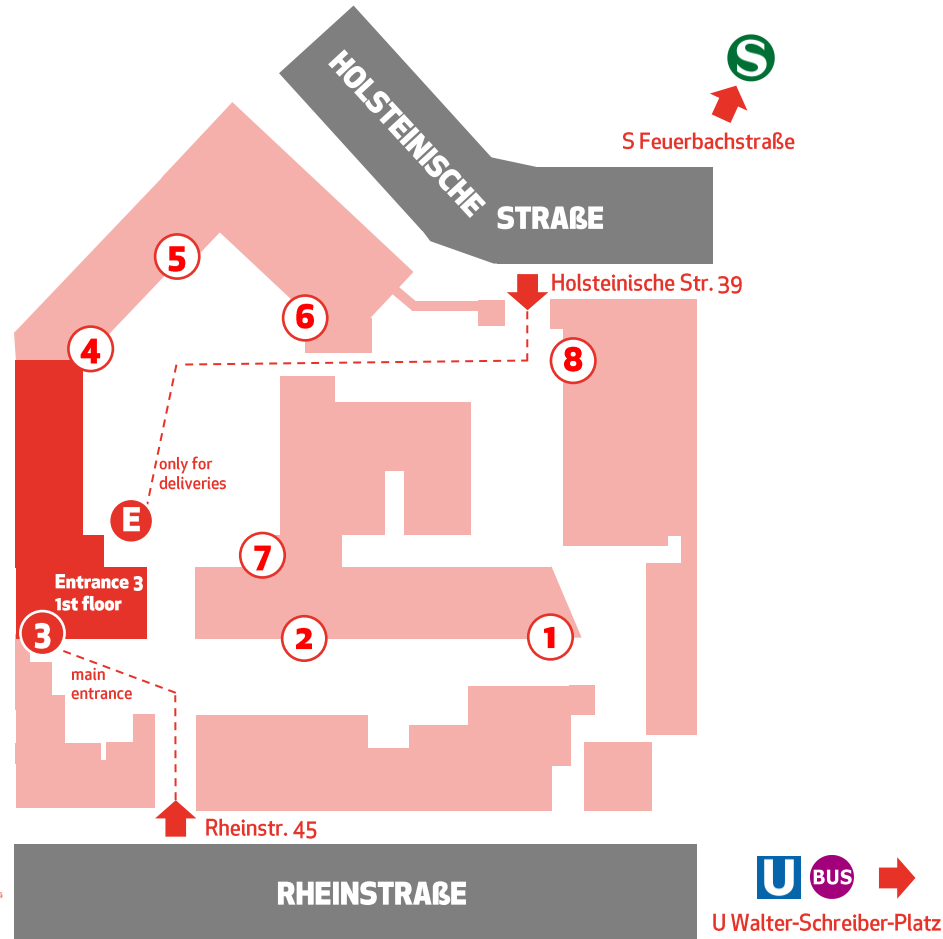 HOLSTEINISCHE
STRAßE
S
S Feuerbachstraße
Holsteinische Str. 39
5
6
4
8
only for
deliveries
E
7
Entrance 3
1st floor
3
2
1
main
entrance
Rheinstr. 45
RHEINSTRAßE
U BUS
U Walter-Schreiber-Platz